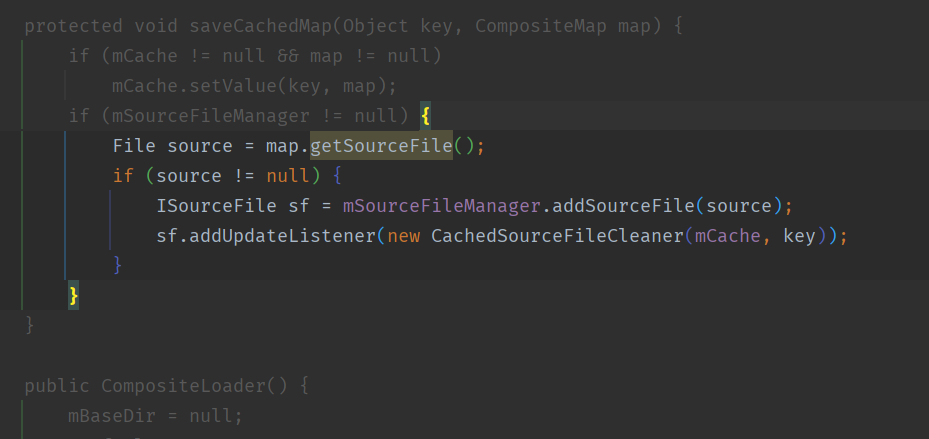 protected void saveCachedMap(Object key, CompositeMap map) {
if (mCache != null && map != null)
mCache.setValue(key, map);
if (mSourceFileManager != null) {
File source = map.getSourceFile();
if (source != null) {
ISourceFile sf = mSourceFileManager.addSourceFile(source);
sf.addUpdateListener(new CachedSourceFileCleaner(mCache, key));
}
}
}
public CompositeLoader() {
mBaseDir = null;